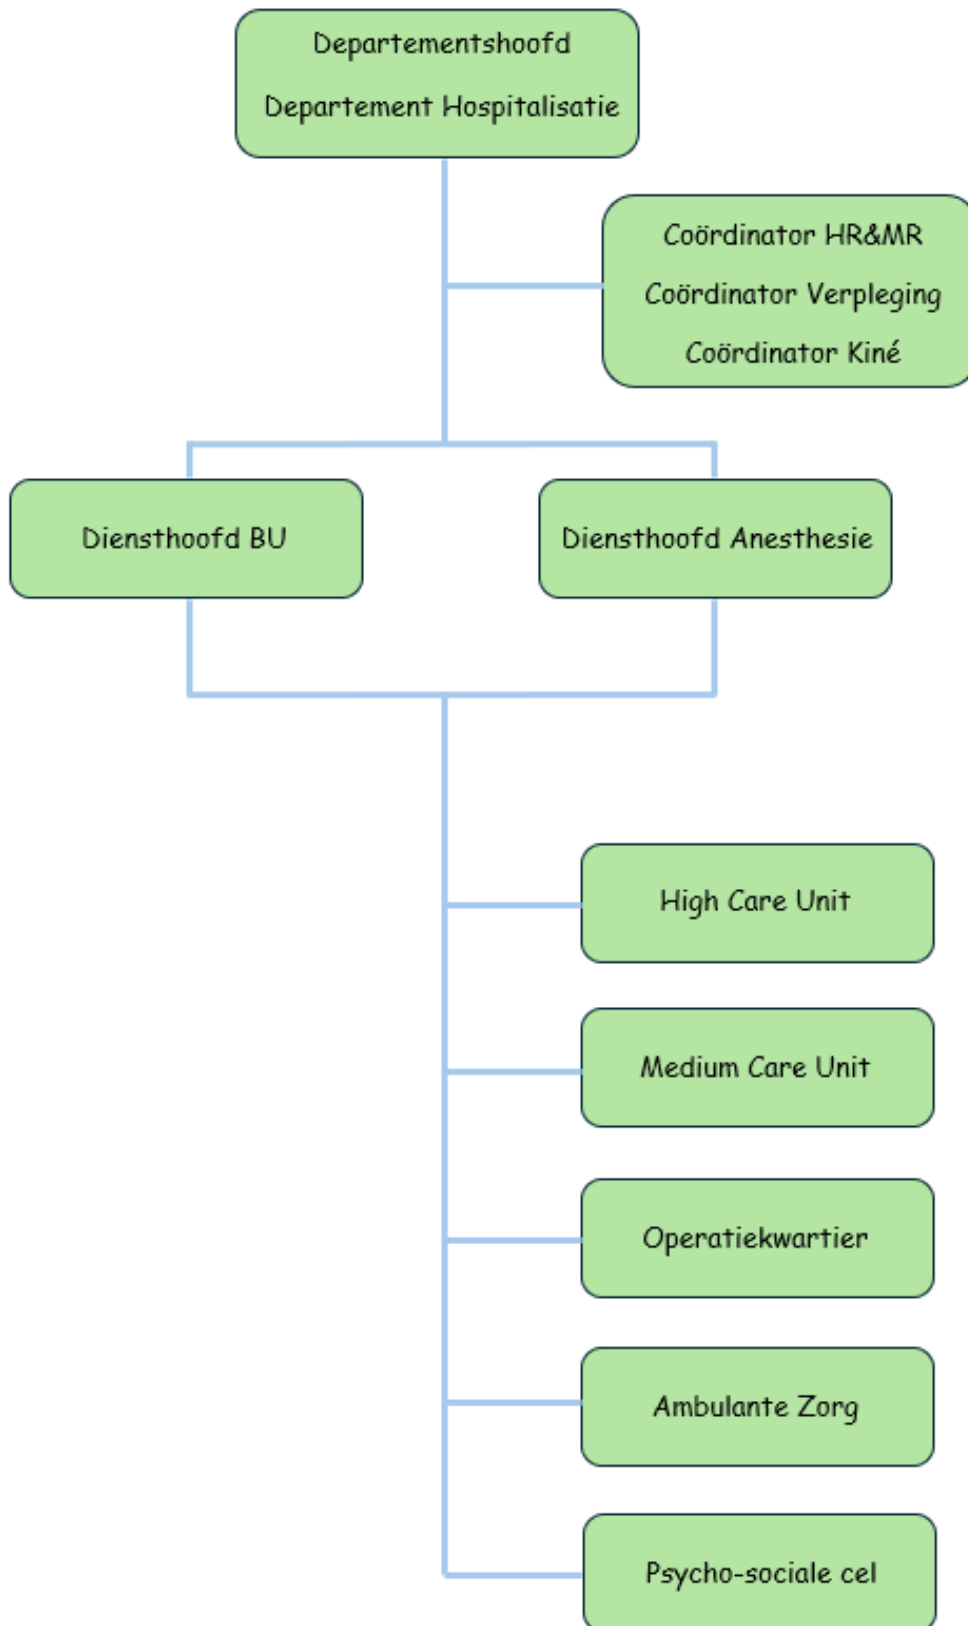 Departementshoofd
Departement Hospitalisatie
Coördinator HR&MR
Coördinator Verpleging
Coördinator Kiné
Diensthoofd BU
Diensthoofd Anesthesie
High Care Unit
Medium Care Unit
Operatiekwartier
Ambulante Zorg
Psycho-sociale cel